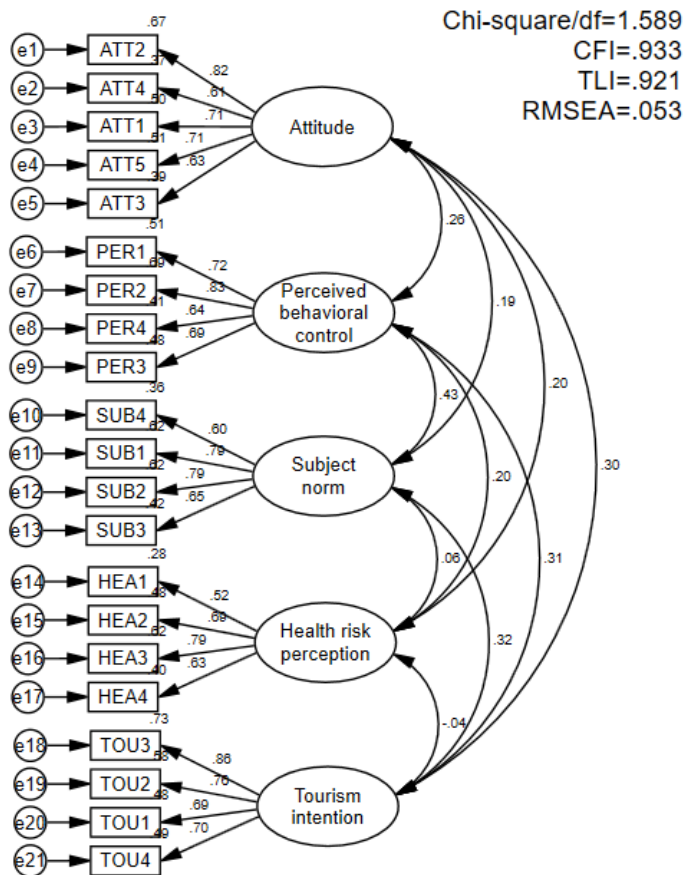 Chi-square/df=1.589
CFI=.933
TLI=.921
RMSEA=.053
.67
e1 ATT2
.37
.82
e2 ATT4
.61
.50
e3 ATT1
.71
Attitude
.51
e4 ATT5
.71
.63
.39
e5 ATT3
.26
.51
e6 PER1
.72
.69
e7 PER2
.83
Perceived
behavioral
control
.19
.41
e8 PER4
.64
.48
e9 PER3
.69
.36
.43
.20
e10 SUB4
.60
.62
e11 SUB1
.79
Subject
norm
.30
.62
e12 SUB2
.79
.20
.42
e13 SUB3
.65
.28
.06
.31
e14 HEA1
.52
.48
e15 HEA2
.69
Health risk
perception
.32
.62
e16 HEA3
.79
.40
e17 HEA4
.63
.73
-.04
e18 TOU3
.86
.58
e19 TOU2
.76
Tourism
intention
.48
e20 TOU1
.69
.49
.70
e21 TOU4